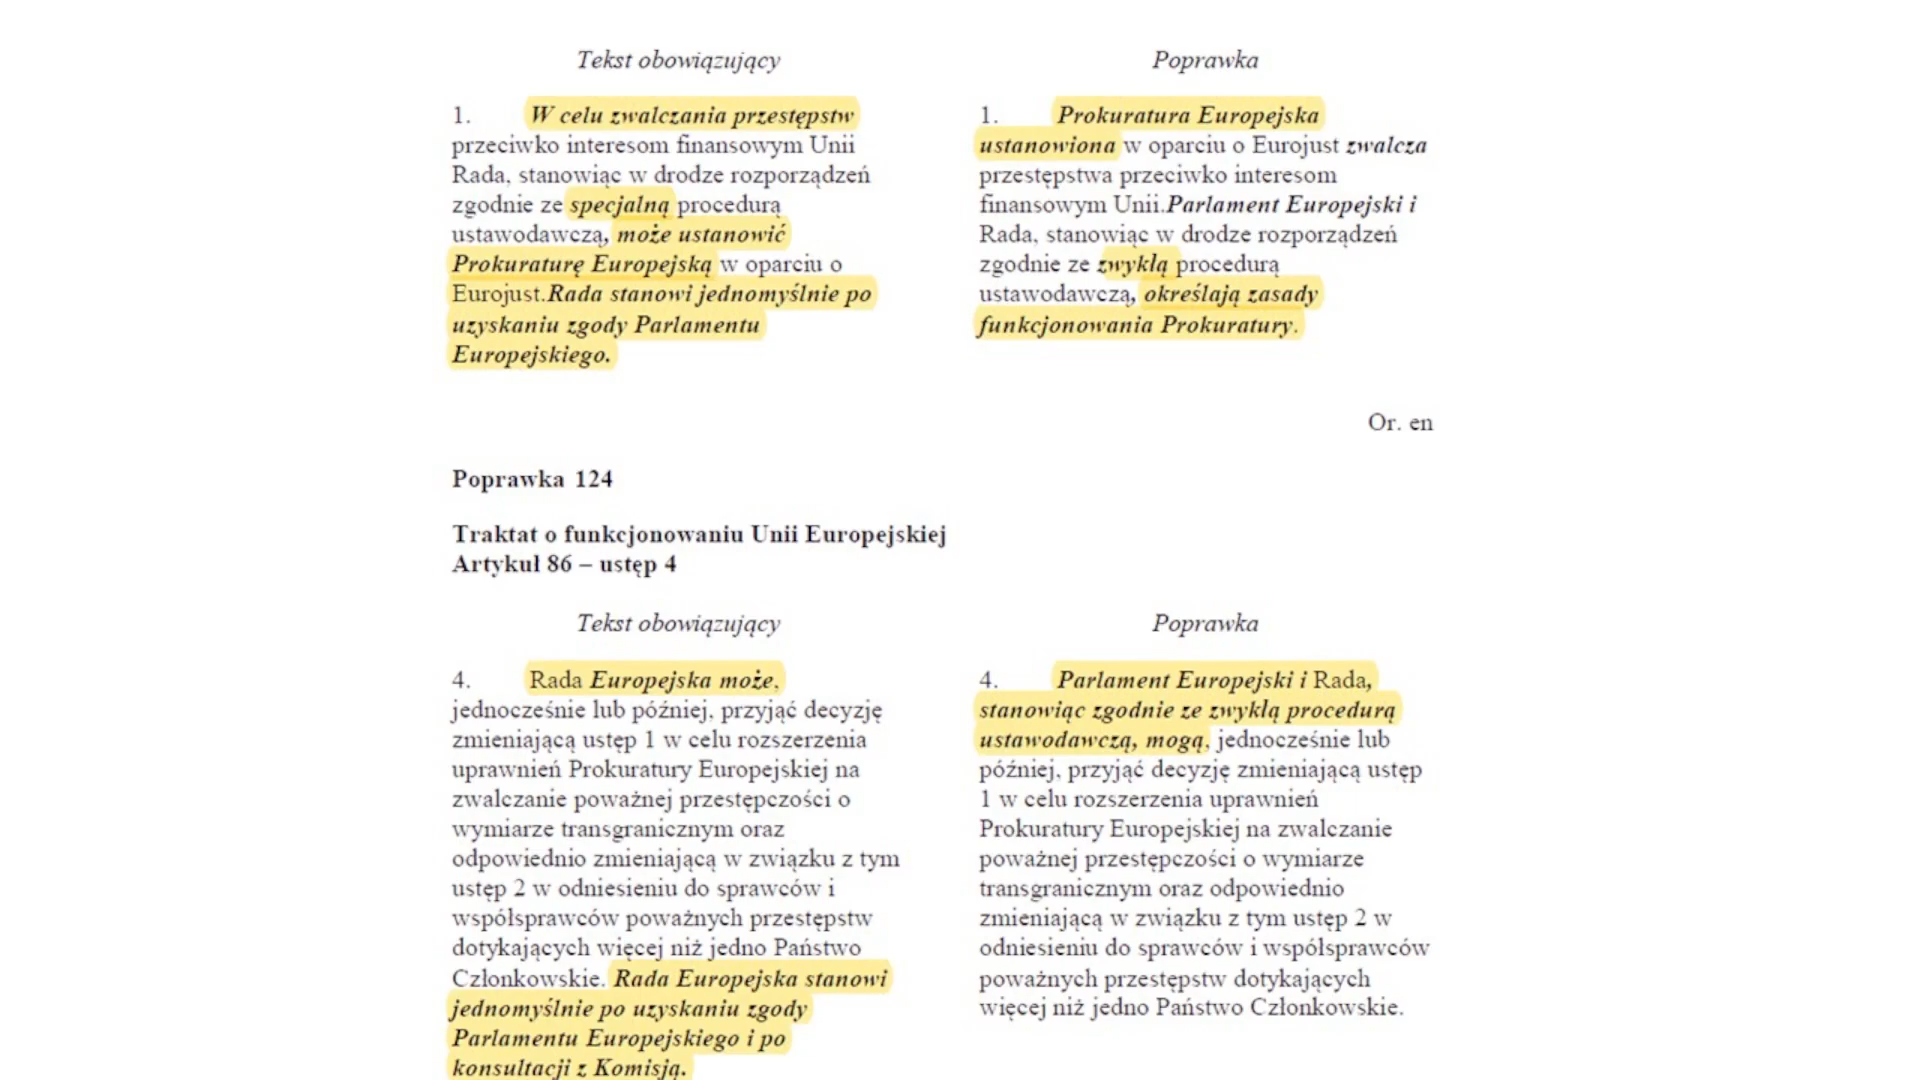 Tekst obowiązujący
1. W celu zwalczania przestępstw
przeciwko interesom finansowym Unii
Rada, stanowiąc w drodze rozporządzeń
zgodnie ze specjalną procedurą
ustawodawczą, może ustanowić
Prokuraturę Europejską w oparciu o
Eurojust.Rada stanowi jednomyślnie po
uzyskaniu zgody Parlamentu
Europejskiego.
Poprawka
1. Prokuratura Europejska
ustanowiona w oparciu o Eurojust zwalcza
przestępstwa przeciwko interesom
finansowym Unii.Parlament Europejski i
Rada, stanowiąc w drodze rozporządzeń
zgodnie ze zwykłą procedurą
ustawodawczą, określają zasady
funkcjonowania Prokuratury.
Or. en
Poprawka 124
Traktat o funkcjonowaniu Unii Europejskiej
Artykuł 86 – ustęp 4
Tekst obowiązujący
4. Rada Europejska może,
jednocześnie lub później, przyjąć decyzję
zmieniającą ustęp 1 w celu rozszerzenia
uprawnień Prokuratury Europejskiej na
zwalczanie poważnej przestępczości o
wymiarze transgranicznym oraz
odpowiednio zmieniającą w związku z tym
ustęp 2 w odniesieniu do sprawców i
współsprawców poważnych przestępstw
dotykających więcej niż jedno Państwo
Członkowskie. Rada Europejska stanowi
jednomyślnie po uzyskaniu zgody
Parlamentu Europejskiego i po
konsultacji z Komisją.
Poprawka
4. Parlament Europejski i Rada,
stanowiąc zgodnie ze zwykłą procedurą
ustawodawczą, mogą, jednocześnie lub
później, przyjąć decyzję zmieniającą ustęp
1 w celu rozszerzenia uprawnień
Prokuratury Europejskiej na zwalczanie
poważnej przestępczości o wymiarze
transgranicznym oraz odpowiednio
zmieniającą w związku z tym ustęp 2 w
odniesieniu do sprawców i współsprawców
poważnych przestępstw dotykających
więcej niż jedno Państwo Członkowskie.